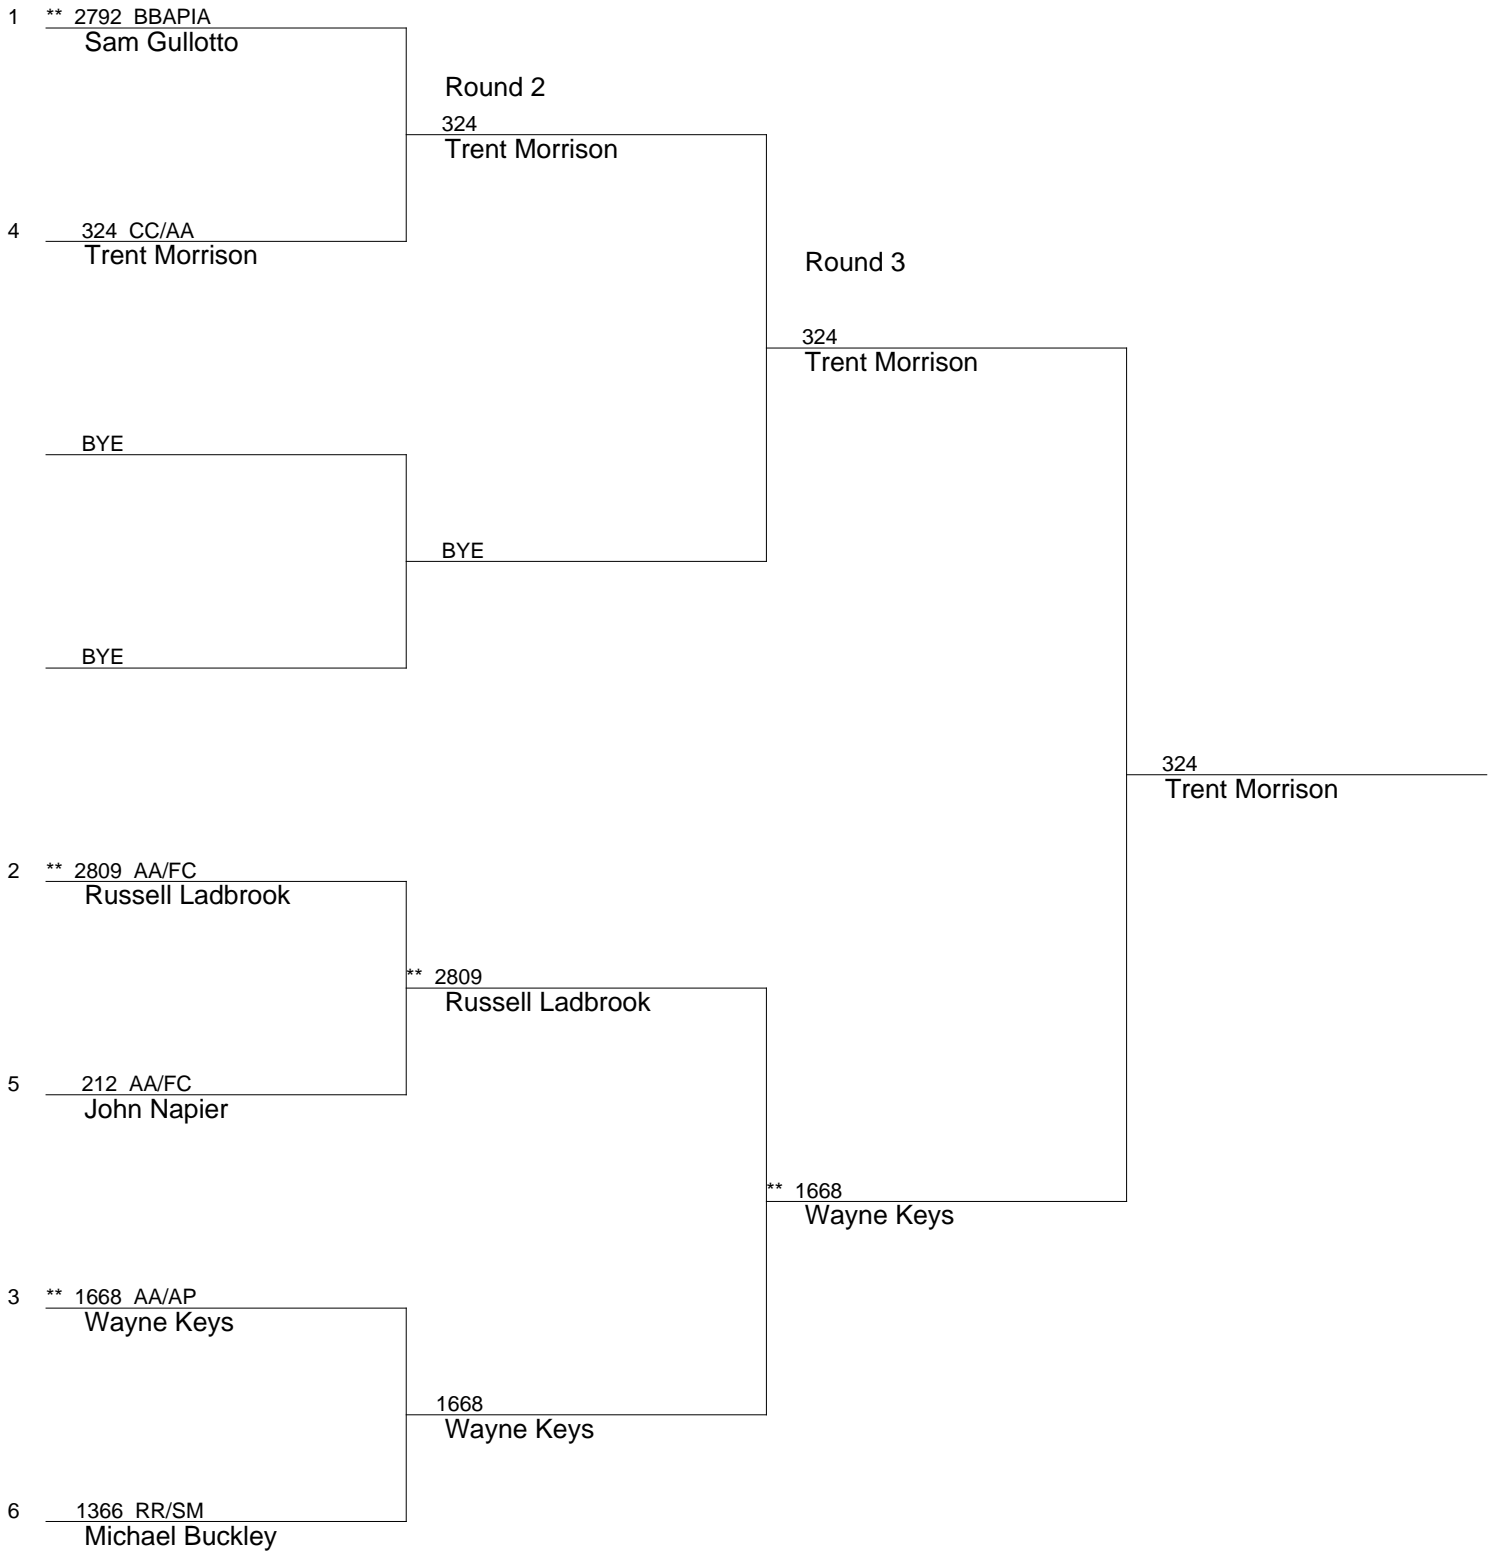 1 ** 2792 BBAPIA
Sam Gullotto
Round 2
324
Trent Morrison
4 324 CC/AA
Trent Morrison
Round 3
324
Trent Morrison
BYE
BYE
BYE
324
Trent Morrison
2 ** 2809 AA/FC
Russell Ladbrook
** 2809
Russell Ladbrook
5 212 AA/FC
John Napier
** 1668
Wayne Keys
3 ** 1668 AA/AP
Wayne Keys
1668
Wayne Keys
6 1366 RR/SM
Michael Buckley